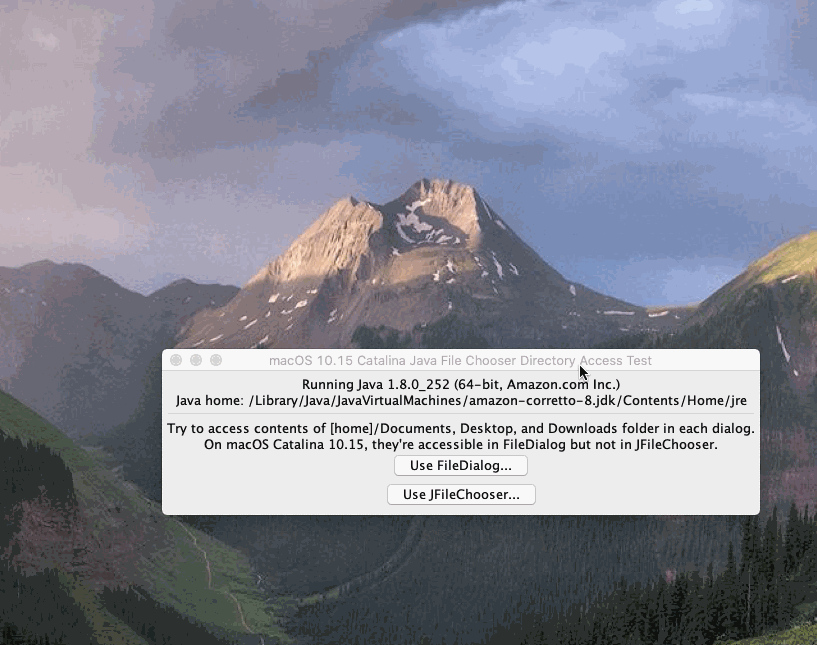 macOS 10.15 Catalina Java File Chooser Directory Access Test
Running Java 1.8.0_252 (64-bit, Amazon.com Inc.)
Java home: /Library/Java/JavaVirtualMachines/amazon-corretto-8.jdk/Contents/Home/jre
Try to access contents of [home]/Documents, Desktop, and Downloads folder in each dialog.
On macOS Catalina 10.15, they're accessible in FileDialog but not in JFileChooser.
Use FileDialog...
Use JFileChooser...